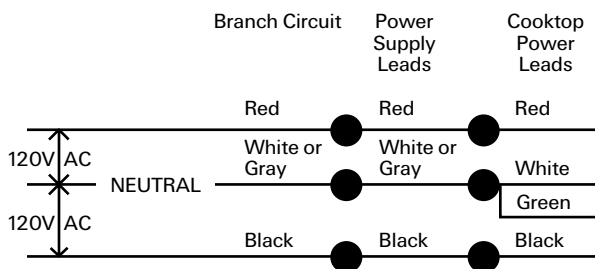 Branch Circuit
Power
Supply
Leads
Cooktop
Power
Leads
Red
Red
Red
120V AC
White or
Gray
White or
Gray
White
NEUTRAL
Green
120V AC
Black
Black
Black